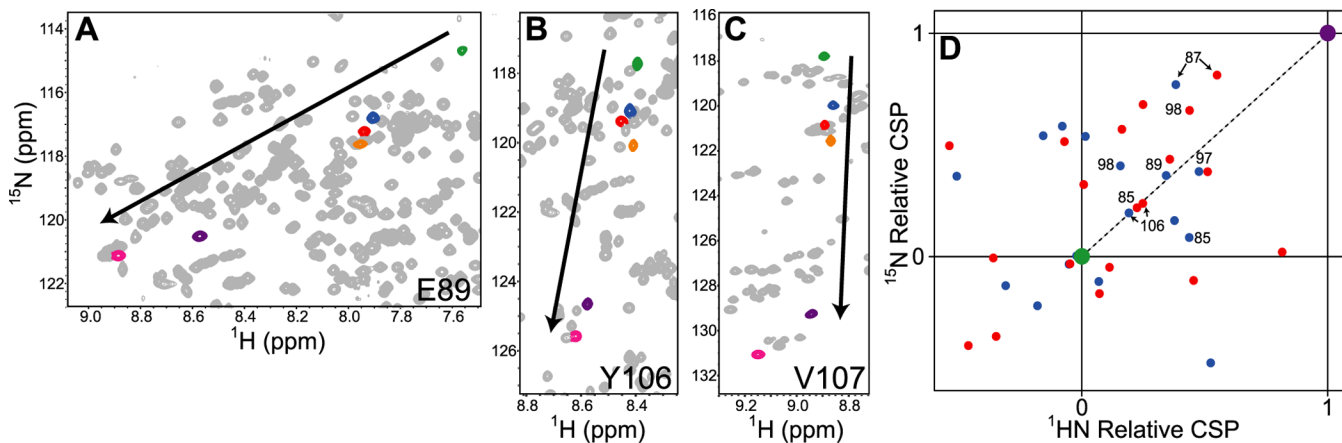 A
114
116
118
120
122
15N (ppm)
9.0 8.8 8.6 8.4 8.2 8.0 7.8 7.6
1H (ppm)
E89
B
118
120
122
124
126
8.8 8.6 8.4
1H (ppm)
Y106
C
116
118
120
123
124
126
128
130
132
9.2 9.0 8.8
1H (ppm)
V107
D
1
0
15N Relative CSP
87
98
98
89
97
85
106
85
0 1
1HN Relative CSP